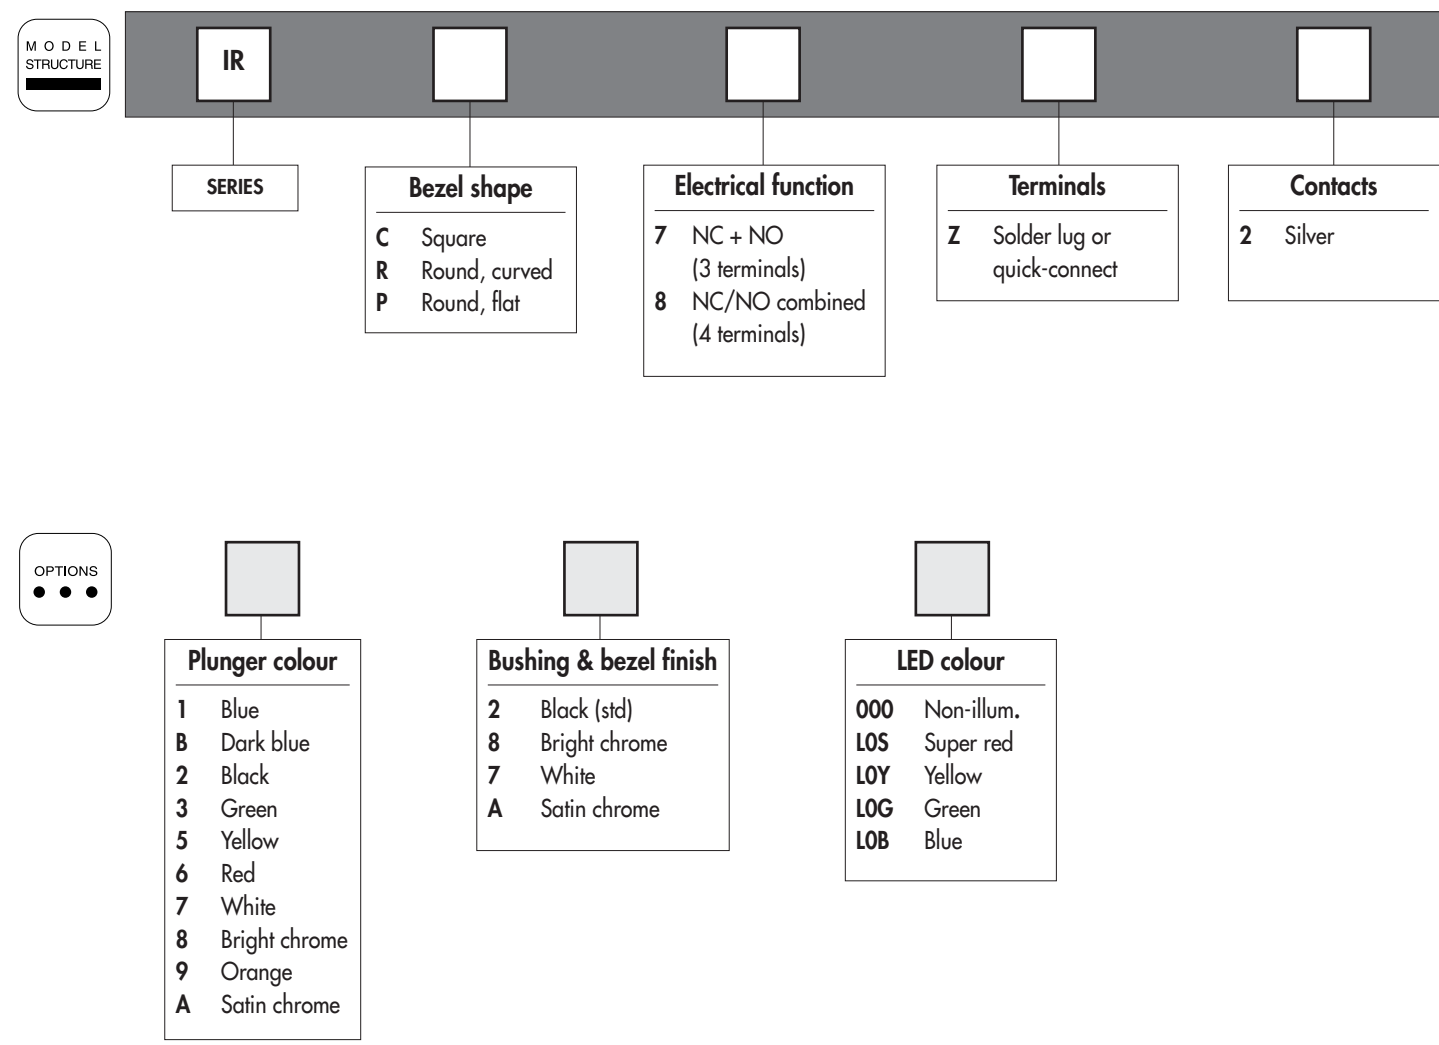 MODEL
STRUCTURE
IR
SERIES
Bezel shape
C Square
R Round, curved
P Round, flat
Electrical function
7 NC + NO
(3 terminals)
8 NC/NO combined
(4 terminals)
Terminals
Z Solder lug or
quick-connect
Contacts
2 Silver
OPTIONS
Plunger colour
1 Blue
B Dark blue
2 Black
3 Green
5 Yellow
6 Red
7 White
8 Bright chrome
9 Orange
A Satin chrome
Bushing & bezel finish
2 Black (std)
8 Bright chrome
7 White
A Satin chrome
LED colour
000 Non-illum.
L0S Super red
L0Y Yellow
L0G Green
L0B Blue